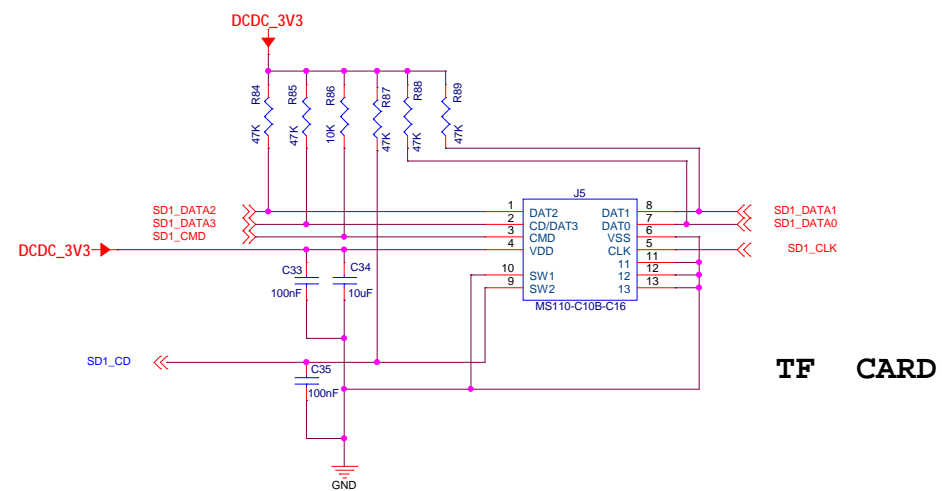 DCDC_3V3
R84 R85 R86 R87 R88 R89
47K 47K 10K 47K 47K 47K
J5
SD1_DATA2 1 DAT2 DAT1 8 SD1_DATA1
SD1_DATA3 2 CD/DAT3 DAT0 7 SD1_DATA0
SD1_CMD 3 CMD VSS 6
DCDC_3V3 4 VDD CLK 5 SD1_CLK
11 11
C33 C34 10 SW1 12 12
100nF 10uF 9 SW2 13 13
MS110-C10B-C16
SD1_CD
C35
TF CARD
100nF
GND